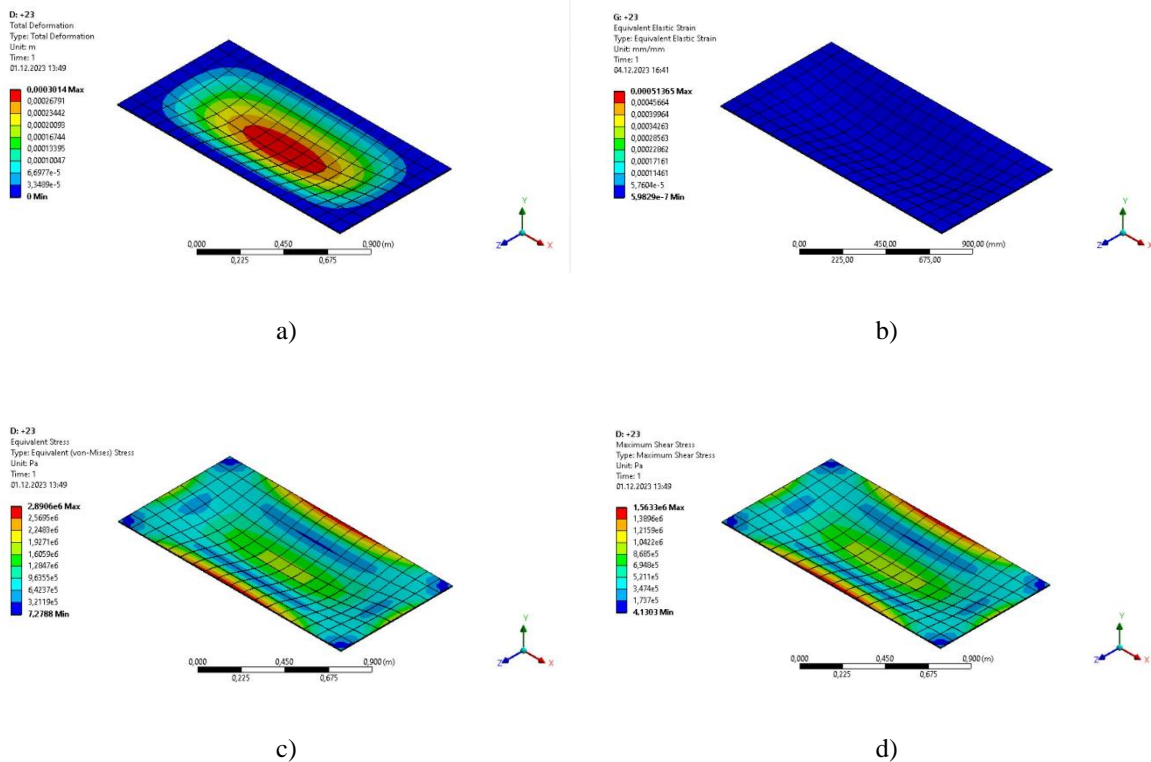 D: +23
Total Deformation
Type: Total Deformation
Unit: m
Time: 1
01.12.2023 13:49
0,0003014 Max
0,00026791
0,00023442
0,00020093
0,00016744
0,00013395
0,00010047
6,6977e-5
3,3489e-5
0 Min
0,000 0,450 0,900 (m)
0,225 0,675
Y
Z X
a)
G: +23
Equivalent Elastic Strain
Type: Equivalent Elastic Strain
Unit: mm/mm
Time: 1
04.12.2023 16:41
0,00051365 Max
0,00045664
0,00039964
0,00034263
0,00028563
0,00022862
0,00017161
0,00011461
5,7604e-5
5,9829e-7 Min
0,00 450,00 900,00 (mm)
225,00 675,00
Y
Z X
b)
D: +23
Equivalent Stress
Type: Equivalent (von-Mises) Stress
Unit: Pa
Time: 1
01.12.2023 13:49
2,8906e6 Max
2,5695e6
2,2483e6
1,9271e6
1,6059e6
1,2847e6
9,6355e5
6,4237e5
3,2119e5
7,2788 Min
0,000 0,450 0,900 (m)
0,225 0,675
Y
Z X
c)
D: +23
Maximum Shear Stress
Type: Maximum Shear Stress
Unit: Pa
Time: 1
01.12.2023 13:49
1,5633e6 Max
1,3896e6
1,2159e6
1,0422e6
8,685e5
6,948e5
5,211e5
3,474e5
1,737e5
4,1303 Min
0,000 0,450 0,900 (m)
0,225 0,675
Y
Z X
d)